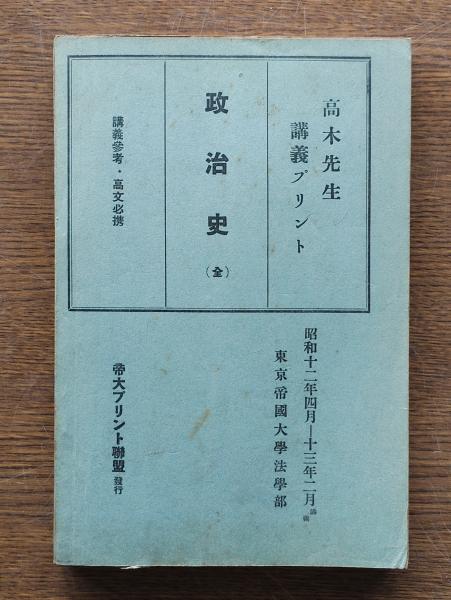 高木先生
講義プリント
政治史
(全)
講義參考・高文必携
昭和十二年四月—十三年二月
東京帝國大學法學部
帝大プリント聯盟 發行